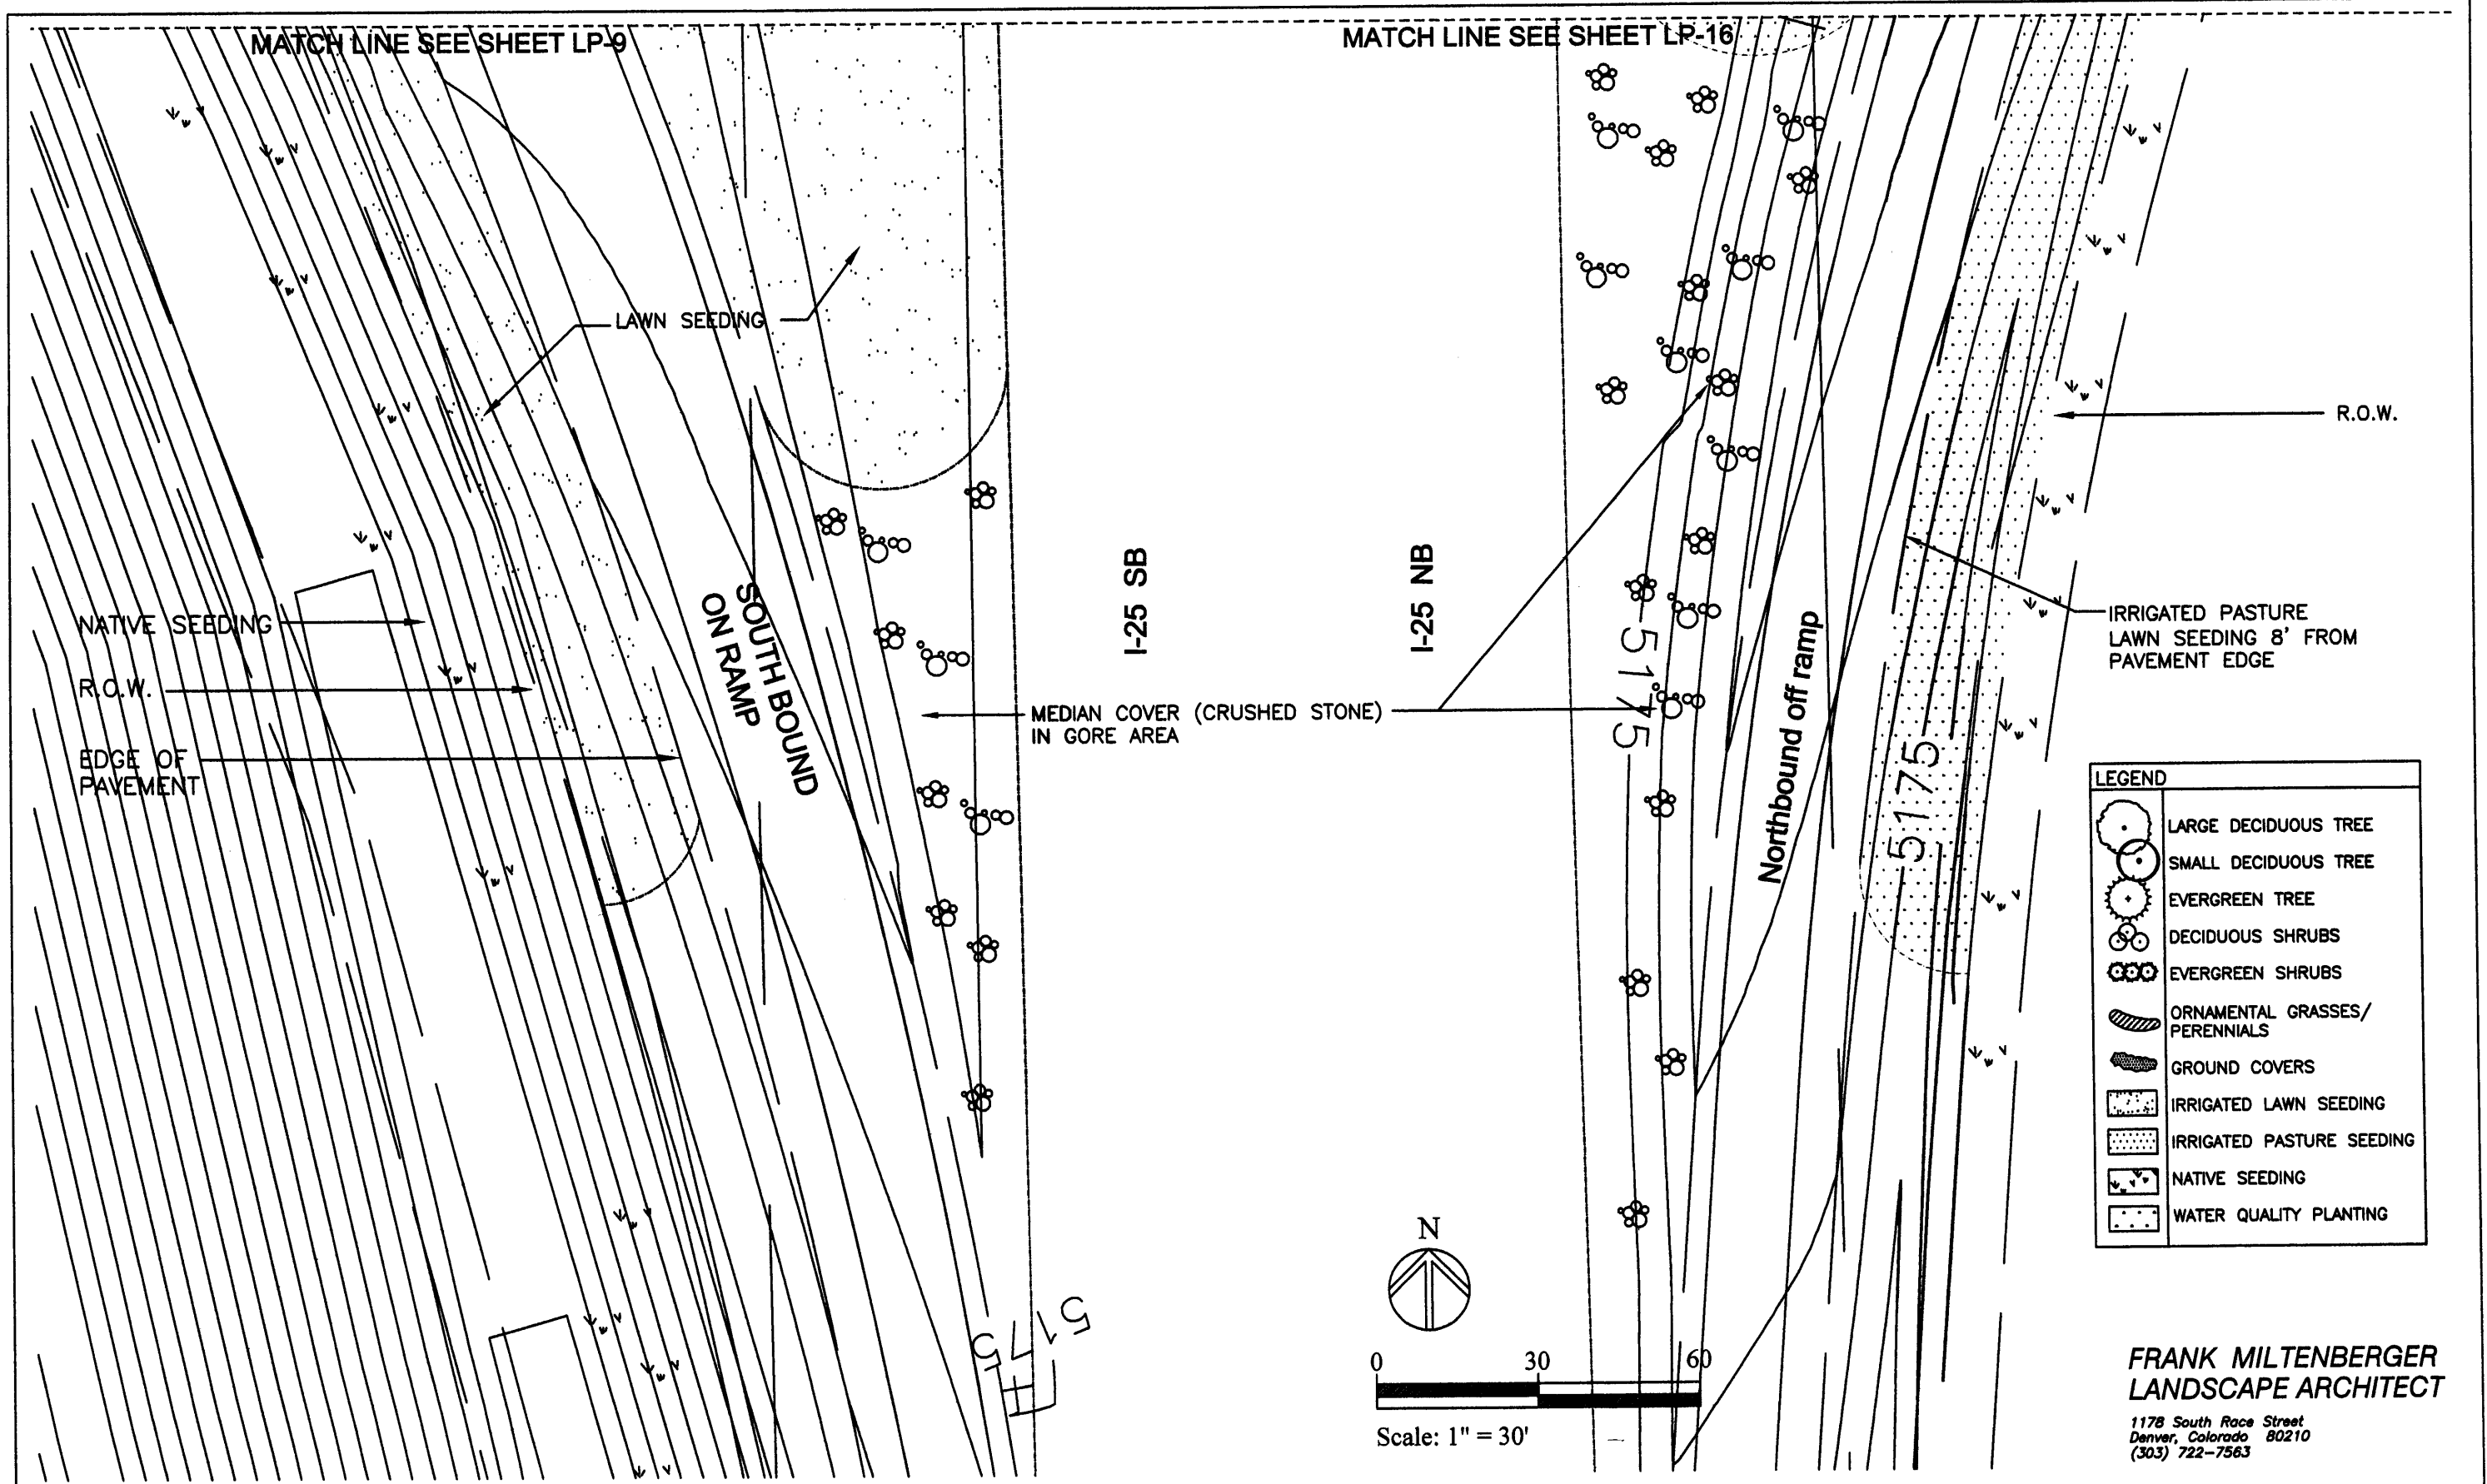 MATCH LINE SEE SHEET LP-9
MATCH LINE SEE SHEET LP-16
LAWN SEEDING
R.O.W.
NATIVE SEEDING
R.O.W.
EDGE OF
PAVEMENT
SOUTH BOUND
ON RAMP
I-25 SB
I-25 NB
MEDIAN COVER (CRUSHED STONE)
IN GORE AREA
5175
Northbound off ramp
5175
IRRIGATED PASTURE
LAWN SEEDING 8' FROM
PAVEMENT EDGE
LEGEND
LARGE DECIDUOUS TREE
SMALL DECIDUOUS TREE
EVERGREEN TREE
DECIDUOUS SHRUBS
EVERGREEN SHRUBS
ORNAMENTAL GRASSES/
PERENNIALS
GROUND COVERS
IRRIGATED LAWN SEEDING
IRRIGATED PASTURE SEEDING
NATIVE SEEDING
WATER QUALITY PLANTING
5175
N
0 30 60
Scale: 1" = 30'
FRANK MILTENBERGER
LANDSCAPE ARCHITECT
1178 South Race Street
Denver, Colorado 80210
(303) 722-7563